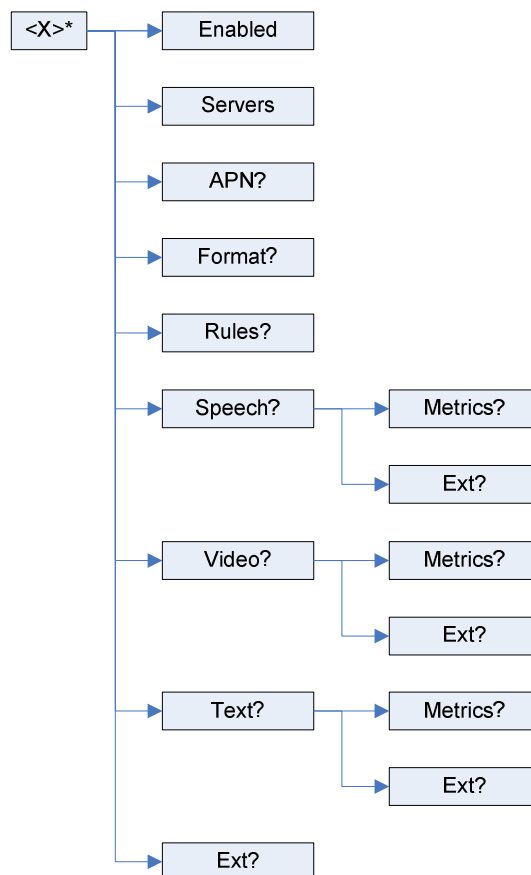 <X>*
Enabled
Servers
APN?
Format?
Rules?
Speech?
Metrics?
Ext?
Video?
Metrics?
Ext?
Text?
Metrics?
Ext?
Ext?